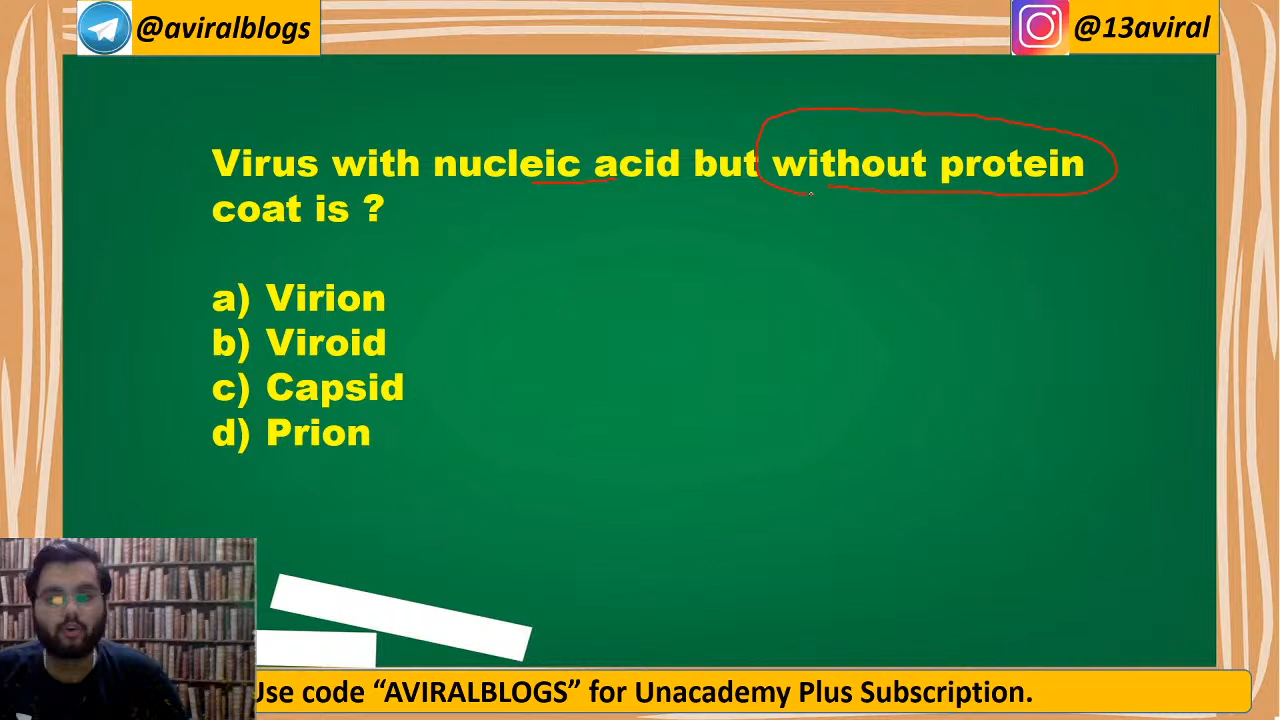 @aviralblogs
@13aviral
Virus with nucleic acid but without protein
coat is ?
a) Virion
b) Viroid
c) Capsid
d) Prion
Use code “AVIRALBLOGS” for Unacademy Plus Subscription.